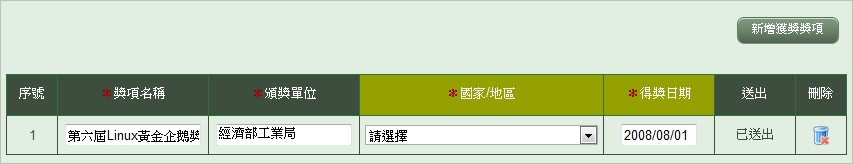 新增獲獎獎項
序號 *獎項名稱 *頒獎單位 *國家/地區 *得獎日期 送出 刪除
1 第六屆Linux黃金企鵝獎 經濟部工業局 請選擇 2008/08/01 已送出